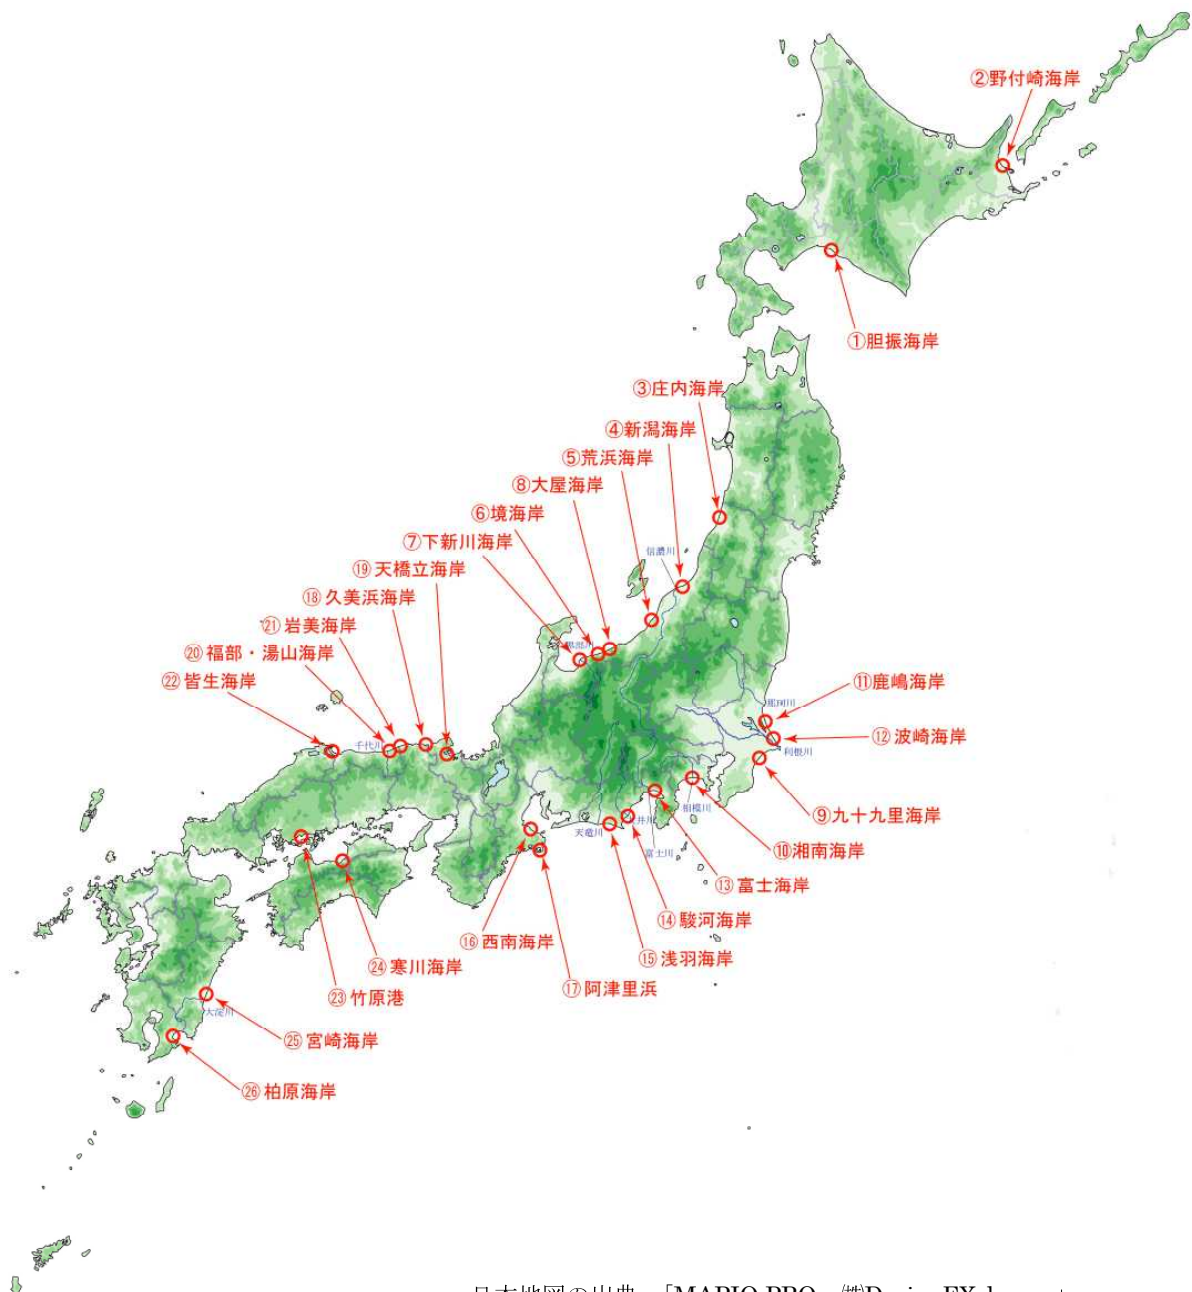 ②野付崎海岸
①胆振海岸
③庄内海岸
④新潟海岸
⑤荒浜海岸
⑧大屋海岸
⑥境海岸
⑦下新川海岸
信濃川
⑲天橋立海岸
⑱久美浜海岸
㉑岩美海岸
⑳福部・湯山海岸
黒部川
㉒皆生海岸
⑪鹿嶋海岸
那珂川
⑫波崎海岸
千代川
利根川
相模川
⑨九十九里海岸
天竜川
富士川
⑩湘南海岸
⑬富士海岸
⑭駿河海岸
⑯西南海岸
⑮浅羽海岸
㉔寒川海岸
⑰阿津里浜
㉓竹原港
大淀川
㉕宮崎海岸
㉖柏原海岸